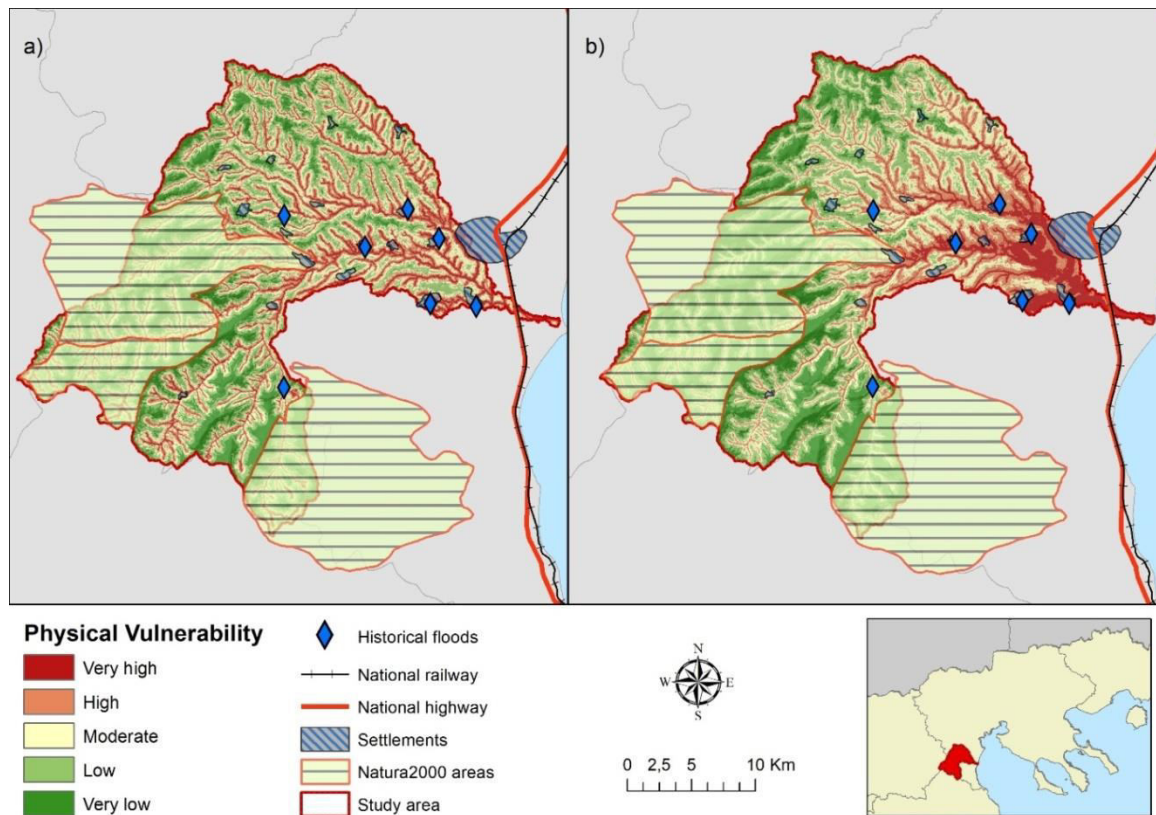 a)
b)
Physical Vulnerability
Very high
High
Moderate
Low
Very low
Historical floods
National railway
National highway
Settlements
Natura2000 areas
Study area
N
W E
S
0 2,5 5 10 Km